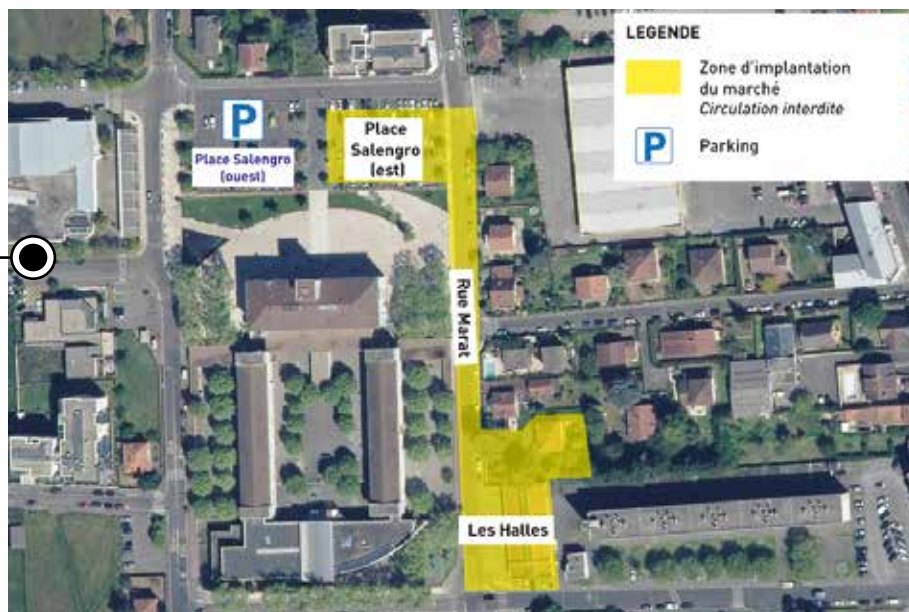 LEGENDE
Zone d'implantation
du marché
Circulation interdite
P
Parking
P
Place Salengro
(ouest)
Place
Salengro
(est)
Rue Marat
Les Halles